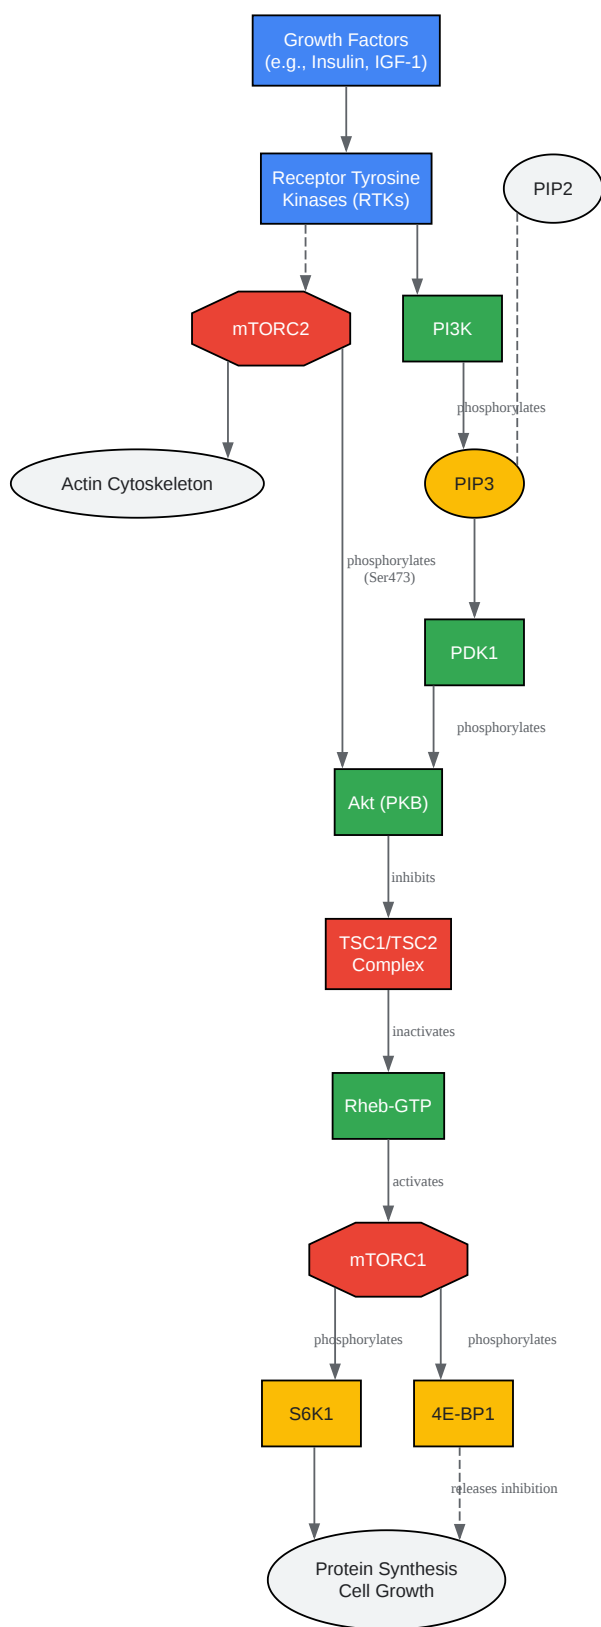 Growth Factors
(e.g., Insulin, IGF-1)
Receptor Tyrosine
Kinases (RTKs)
PIP2
mTORC2
PI3K
phosphorylates
Actin Cytoskeleton
PIP3
phosphorylates
(Ser473)
PDK1
phosphorylates
Akt (PKB)
inhibits
TSC1/TSC2
Complex
inactivates
Rheb-GTP
activates
mTORC1
phosphorylates
phosphorylates
S6K1
4E-BP1
releases inhibition
Protein Synthesis
Cell Growth